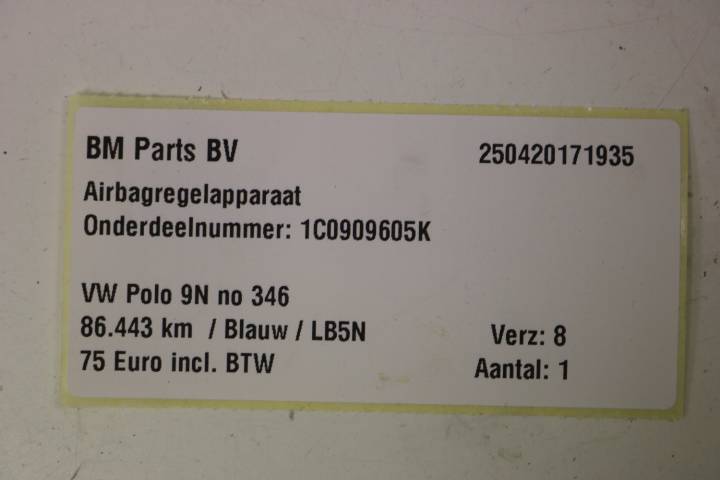 BM Parts BV 250420171935
Airbagregelapparaat
Onderdeelnummer: 1C0909605K
VW Polo 9N no 346
86.443 km / Blauw / LB5N Verz: 8
75 Euro incl. BTW Aantal: 1